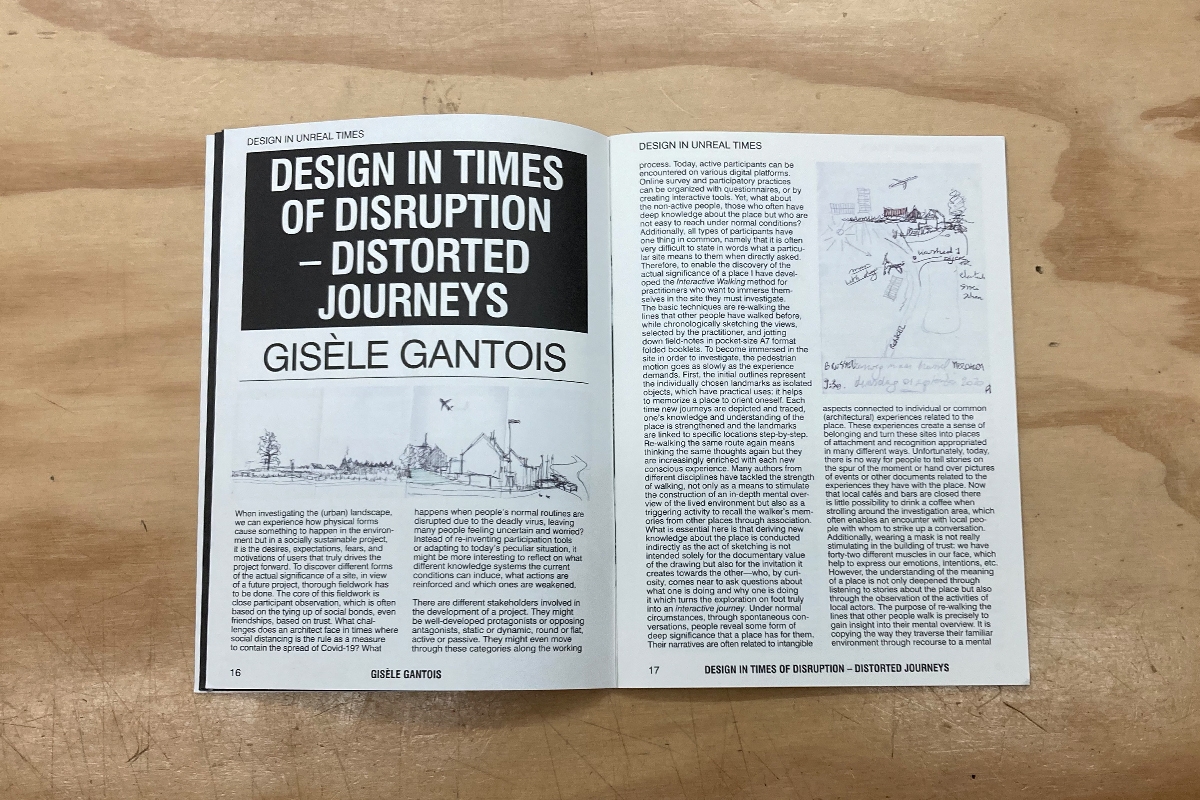 DESIGN IN UNREAL TIMES
DESIGN IN TIMES
OF DISRUPTION
– DISTORTED
JOURNEYS
GISÈLE GANTOIS
When investigating the (urban) landscape,
we can experience how physical forms
cause something to happen in the environ-
ment but in a socially sustainable project,
it is the desires, expectations, fears, and
motivations of users that truly drives the
project forward. To discover different forms
of the actual significance of a site, in view
of a future project, thorough fieldwork has
to be done. The core of this fieldwork is
close participant observation, which is often
based on the tying up of social bonds, even
friendships, based on trust. What chal-
lenges does an architect face in times where
social distancing is the rule as a measure
to contain the spread of Covid-19? What
happens when people's normal routines are
disrupted due to the deadly virus, leaving
many people feeling uncertain and worried?
Instead of re-inventing participation tools
or adapting to today's peculiar situation, it
might be more interesting to reflect on what
different knowledge systems the current
conditions can induce, what actions are
reinforced and which ones are weakened.
There are different stakeholders involved in
the development of a project. They might
be well-developed protagonists or opposing
antagonists, static or dynamic, round or flat,
active or passive. They might even move
through these categories along the working
16
GISÈLE GANTOIS
DESIGN IN UNREAL TIMES
process. Today, active participants can be
encountered on various digital platforms.
Online survey and participatory practices
can be organized with questionnaires, or by
creating interactive tools. Yet, what about
the non-active people, those who often have
deep knowledge about the place but who are
not easy to reach under normal conditions?
Additionally, all types of participants have
one thing in common, namely that it is often
very difficult to state in words what a particu-
lar site means to them when directly asked.
Therefore, to enable the discovery of the
actual significance of a place I have devel-
oped the Interactive Walking method for
practitioners who want to immerse them-
selves in the site they must investigate.
The basic techniques are re-walking the
lines that other people have walked before,
while chronologically sketching the views,
selected by the practitioner, and jotting
down field-notes in pocket-size A7 format
folded booklets. To become immersed in the
site in order to investigate, the pedestrian
motion goes as slowly as the experience
demands. First, the initial outlines represent
the individually chosen landmarks as isolated
objects, which have practical uses: it helps
to memorize a place to orient oneself. Each
time new journeys are depicted and traced,
one's knowledge and understanding of the
place is strengthened and the landmarks
are linked to specific locations step-by-step.
Re-walking the same route again means
thinking the same thoughts again but they
are increasingly enriched with each new
conscious experience. Many authors from
different disciplines have tackled the strength
of walking, not only as a means to stimulate
the construction of an in-depth mental over-
view of the lived environment but also as a
triggering activity to recall the walker's mem-
ories from other places through association.
What is essential here is that deriving new
knowledge about the place is conducted
indirectly as the act of sketching is not
intended solely for the documentary value
of the drawing but also for the invitation it
creates towards the other—who, by curi-
osity, comes near to ask questions about
what one is doing and why one is doing
it which turns the exploration on foot truly
into an interactive journey. Under normal
circumstances, through spontaneous con-
versations, people reveal some form of
deep significance that a place has for them.
Their narratives are often related to intangible
aspects connected to individual or common
(architectural) experiences related to the
place. These experiences create a sense of
belonging and turn these sites into places
of attachment and recognition appropriated
in many different ways. Unfortunately, today,
there is no way for people to tell stories on
the spur of the moment or hand over pictures
of events or other documents related to the
experiences they have with the place. Now
that local cafés and bars are closed there
is little possibility to drink a coffee when
strolling around the investigation area, which
often enables an encounter with local peo-
ple with whom to strike up a conversation.
Additionally, wearing a mask is not really
stimulating in the building of trust: we have
forty-two different muscles in our face, which
help to express our emotions, intentions, etc.
However, the understanding of the meaning
of a place is not only deepened through
listening to stories about the place but also
through the observation of the activities of
local actors. The purpose of re-walking the
lines that other people walk is precisely to
gain insight into their mental overview. It is
copying the way they traverse their familiar
environment through recourse to a mental
17
DESIGN IN TIMES OF DISRUPTION – DISTORTED JOURNEYS